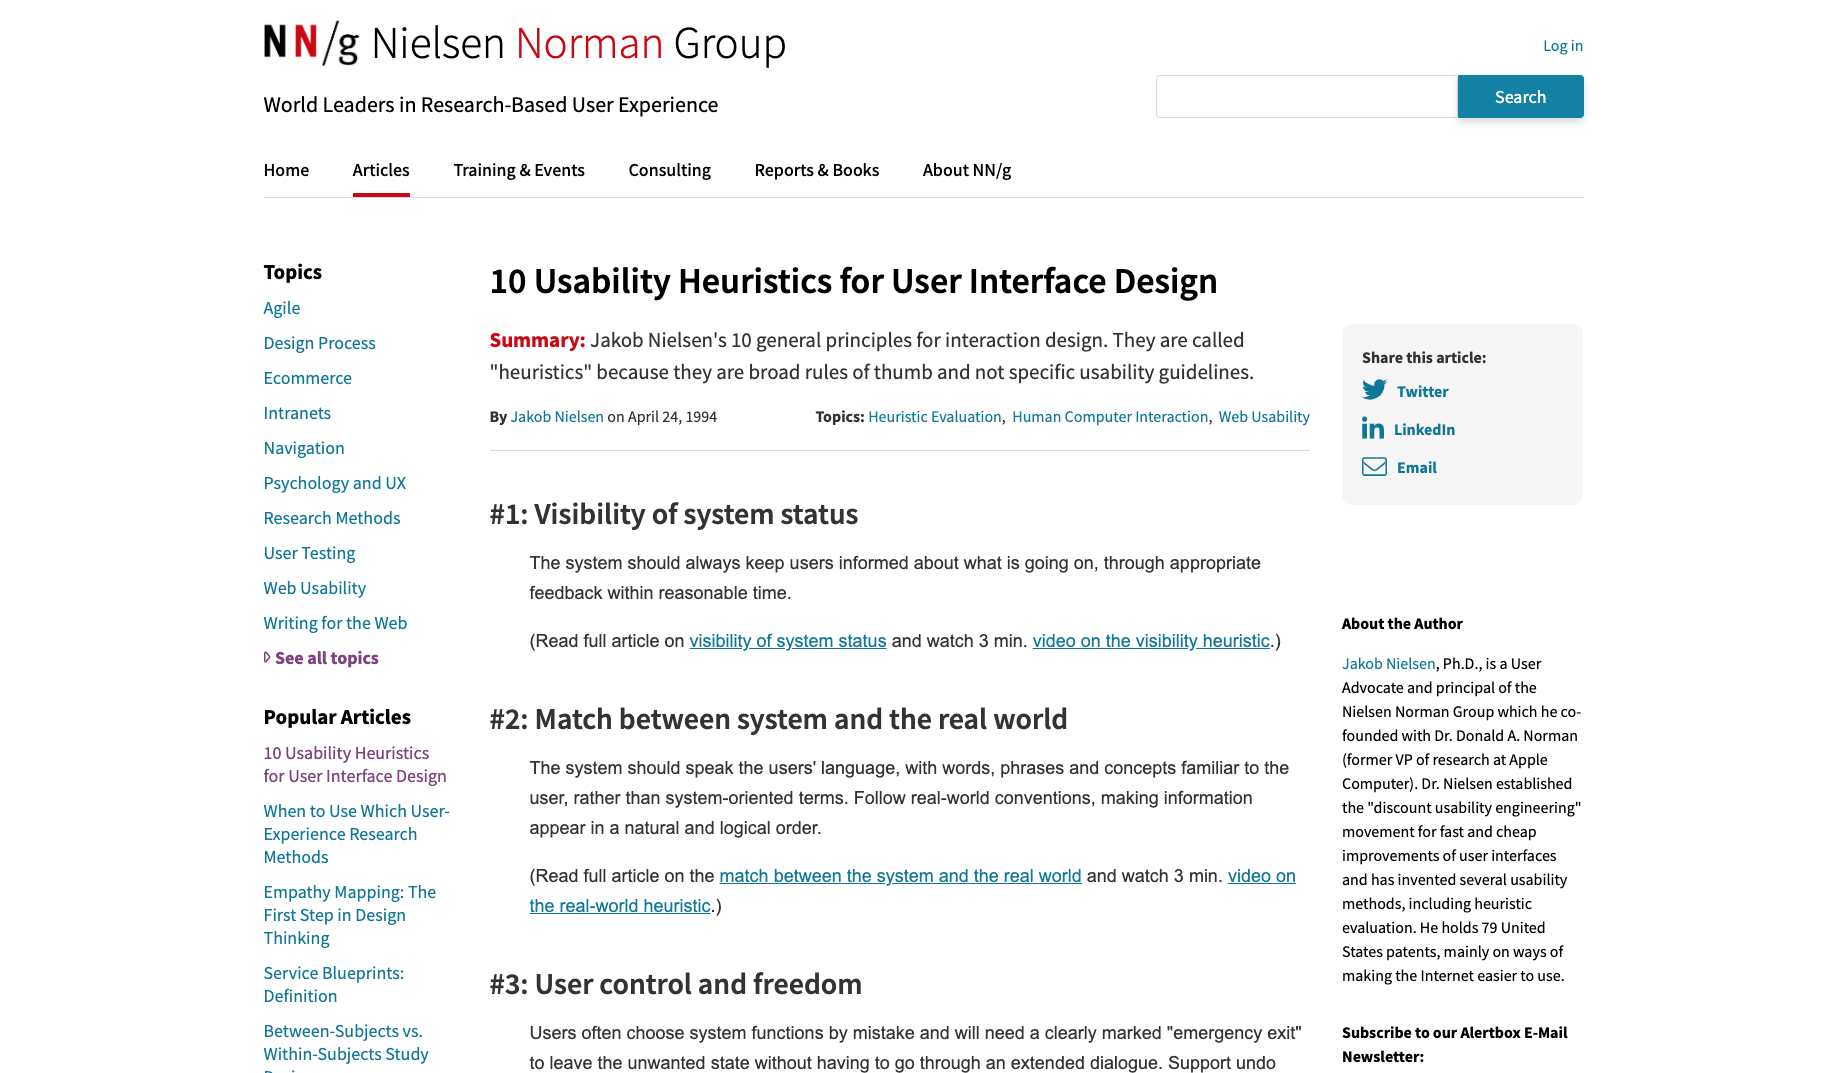 NN/g Nielsen Norman Group
Log in
World Leaders in Research-Based User Experience
Search
Home Articles Training & Events Consulting Reports & Books About NN/g
Topics
Agile
Design Process
Ecommerce
Intranets
Navigation
Psychology and UX
Research Methods
User Testing
Web Usability
Writing for the Web
See all topics
Popular Articles
10 Usability Heuristics
for User Interface Design
When to Use Which User-
Experience Research
Methods
Empathy Mapping: The
First Step in Design
Thinking
Service Blueprints:
Definition
Between-Subjects vs.
Within-Subjects Study
10 Usability Heuristics for User Interface Design
Summary: Jakob Nielsen's 10 general principles for interaction design. They are called
"heuristics" because they are broad rules of thumb and not specific usability guidelines.
By Jakob Nielsen on April 24, 1994
Topics: Heuristic Evaluation, Human Computer Interaction, Web Usability
#1: Visibility of system status
The system should always keep users informed about what is going on, through appropriate
feedback within reasonable time.
(Read full article on visibility of system status and watch 3 min. video on the visibility heuristic.)
#2: Match between system and the real world
The system should speak the users' language, with words, phrases and concepts familiar to the
user, rather than system-oriented terms. Follow real-world conventions, making information
appear in a natural and logical order.
(Read full article on the match between the system and the real world and watch 3 min. video on
the real-world heuristic.)
#3: User control and freedom
Users often choose system functions by mistake and will need a clearly marked "emergency exit"
to leave the unwanted state without having to go through an extended dialogue. Support undo
Share this article:
Twitter
LinkedIn
Email
About the Author
Jakob Nielsen, Ph.D., is a User
Advocate and principal of the
Nielsen Norman Group which he co-
founded with Dr. Donald A. Norman
(former VP of research at Apple
Computer). Dr. Nielsen established
the "discount usability engineering"
movement for fast and cheap
improvements of user interfaces
and has invented several usability
methods, including heuristic
evaluation. He holds 79 United
States patents, mainly on ways of
making the Internet easier to use.
Subscribe to our Alertbox E-Mail
Newsletter: